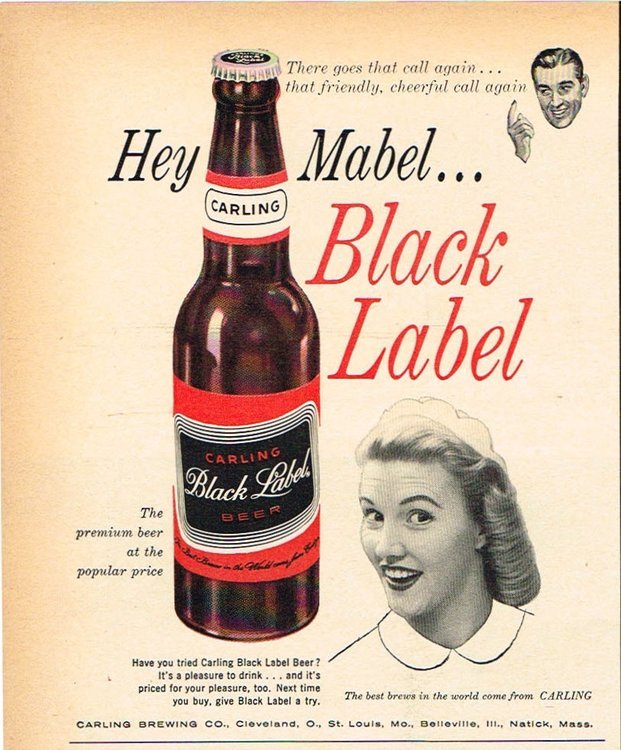 There goes that call again...
that friendly, cheerful call again
Hey Mabel...
Black
Label
CARLING
CARLING
Black Label
BEER
The
premium beer
at the
popular price
Have you tried Carling Black Label Beer?
It's a pleasure to drink . . . and it's
priced for your pleasure, too. Next time
you buy, give Black Label a try.
The best brews in the world come from CARLING
CARLING BREWING CO., Cleveland, O., St. Louis, Mo., Belleville, Ill., Natick, Mass.